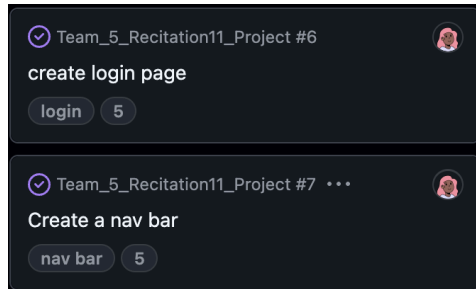 Team_5_Recitation11_Project #6
create login page
login 5
Team_5_Recitation11_Project #7 ...
Create a nav bar
nav bar 5